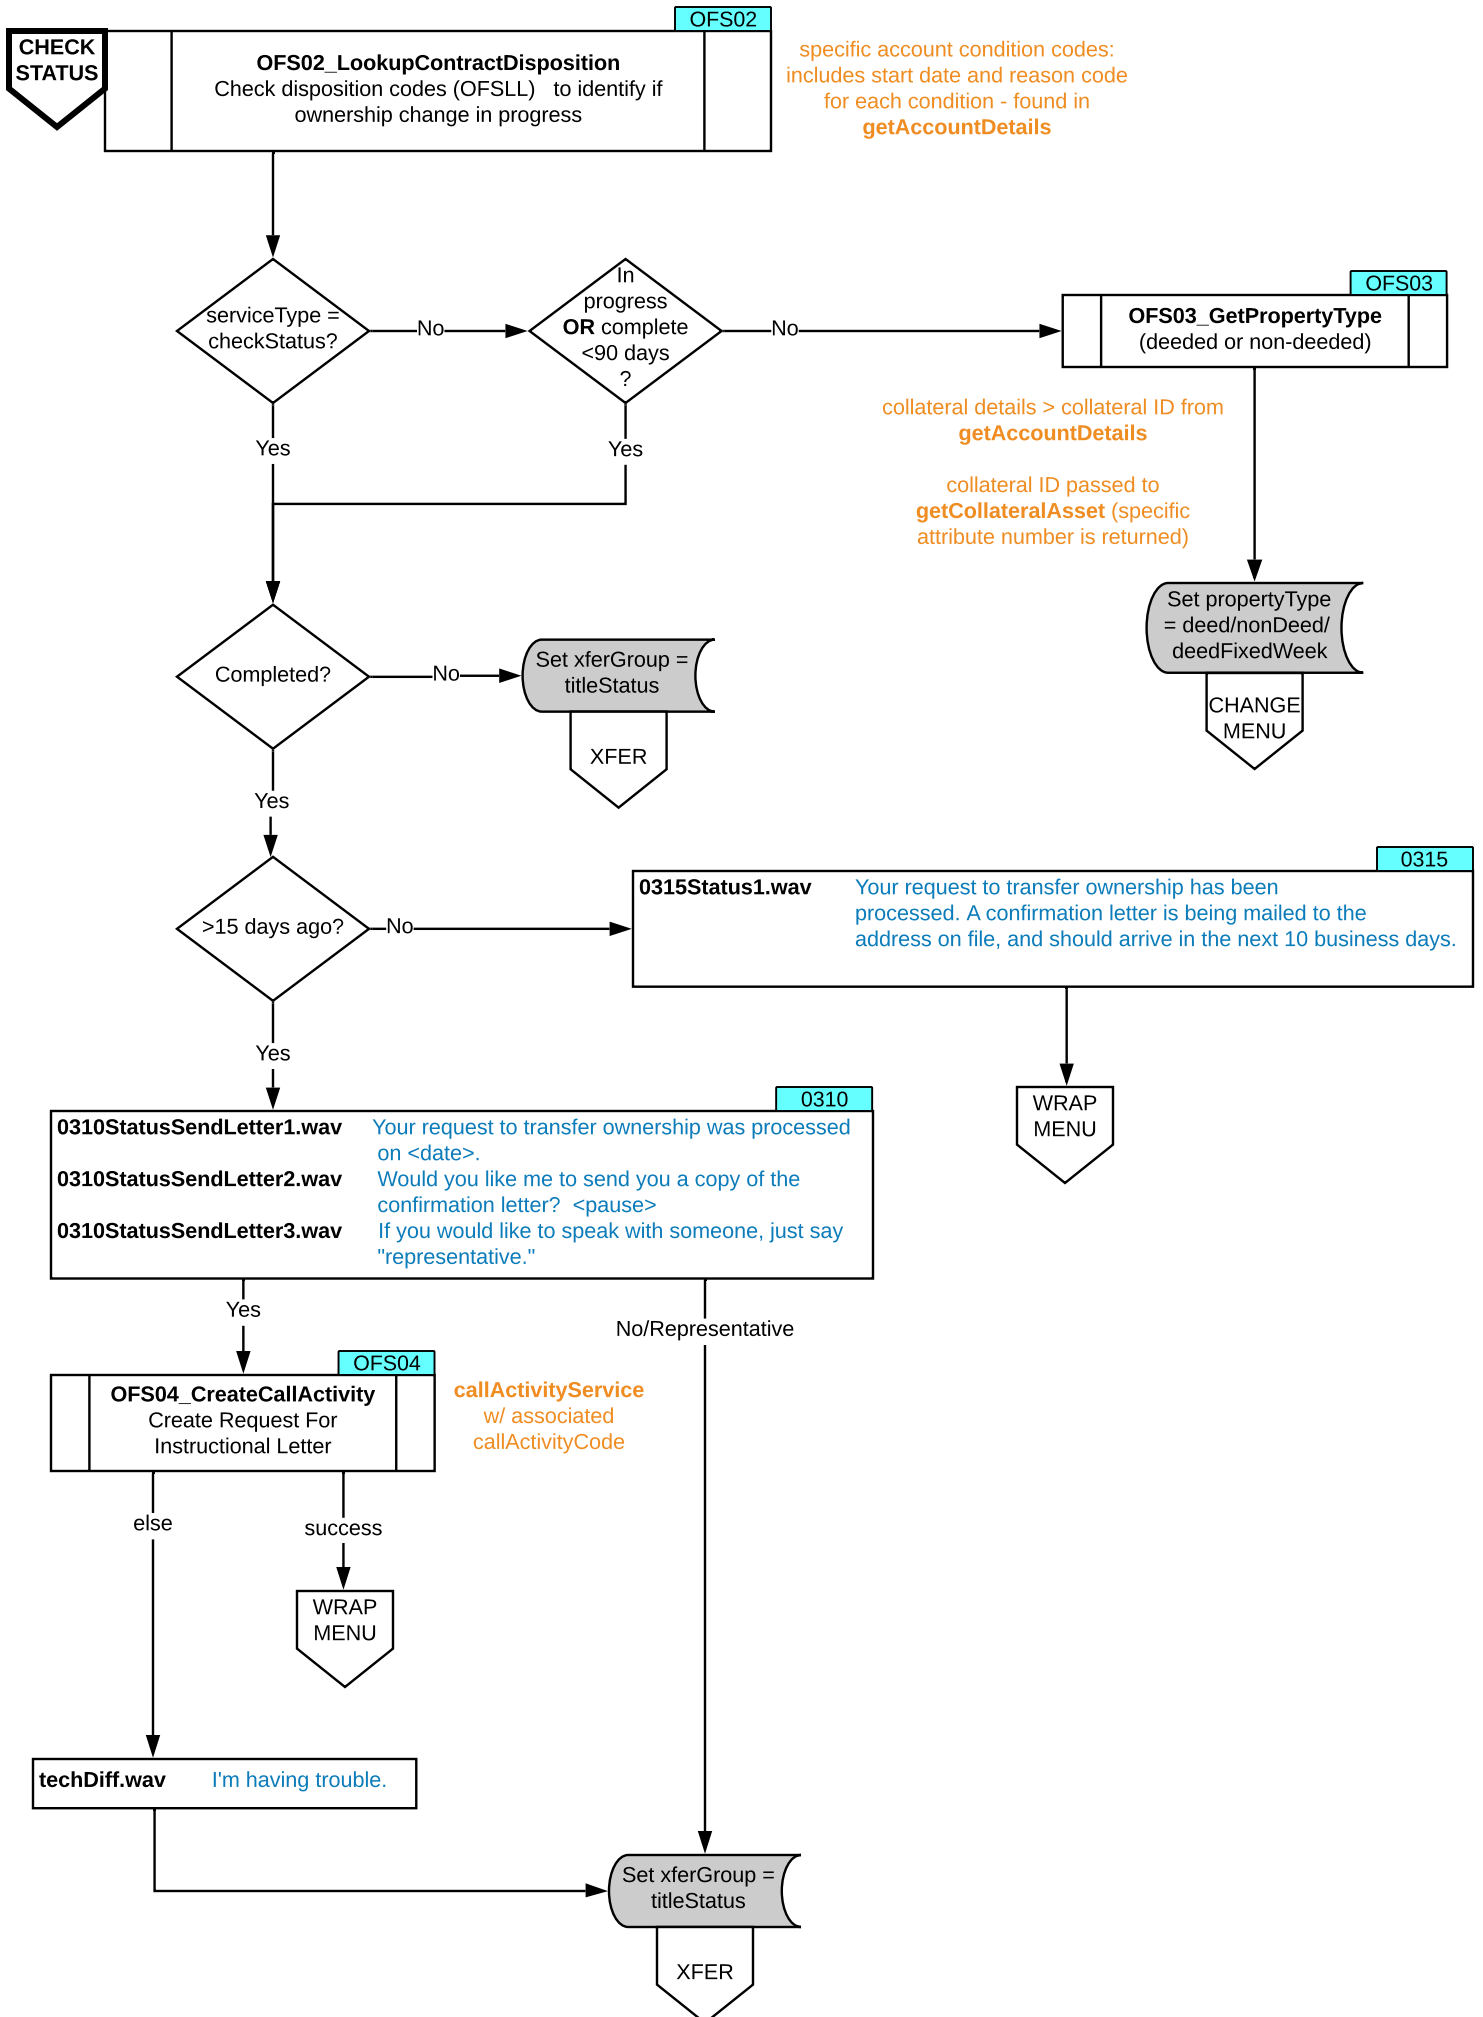 OFS02
CHECK
STATUS
OFS02_LookupContractDisposition
Check disposition codes (OFSLL)   to identify if
ownership change in progress
specific account condition codes:
includes start date and reason code
for each condition - found in
getAccountDetails
serviceType =
checkStatus?
No
In
progress
OR complete
<90 days
?
No
OFS03
OFS03_GetPropertyType
(deeded or non-deeded)
Yes
Yes
collateral details > collateral ID from
getAccountDetails
collateral ID passed to
getCollateralAsset (specific
attribute number is returned)
Set propertyType
= deed/nonDeed/
deedFixedWeek
CHANGE
MENU
Completed?
No
Set xferGroup =
titleStatus
XFER
Yes
>15 days ago?
No
0315
0315Status1.wav Your request to transfer ownership has been
processed. A confirmation letter is being mailed to the
address on file, and should arrive in the next 10 business days.
WRAP
MENU
Yes
0310
0310StatusSendLetter1.wav Your request to transfer ownership was processed
on <date>.
0310StatusSendLetter2.wav Would you like me to send you a copy of the
confirmation letter?  <pause>
0310StatusSendLetter3.wav If you would like to speak with someone, just say
"representative."
Yes
No/Representative
OFS04
OFS04_CreateCallActivity
Create Request For
Instructional Letter
callActivityService
w/ associated
callActivityCode
else
success
WRAP
MENU
techDiff.wav I'm having trouble.
Set xferGroup =
titleStatus
XFER